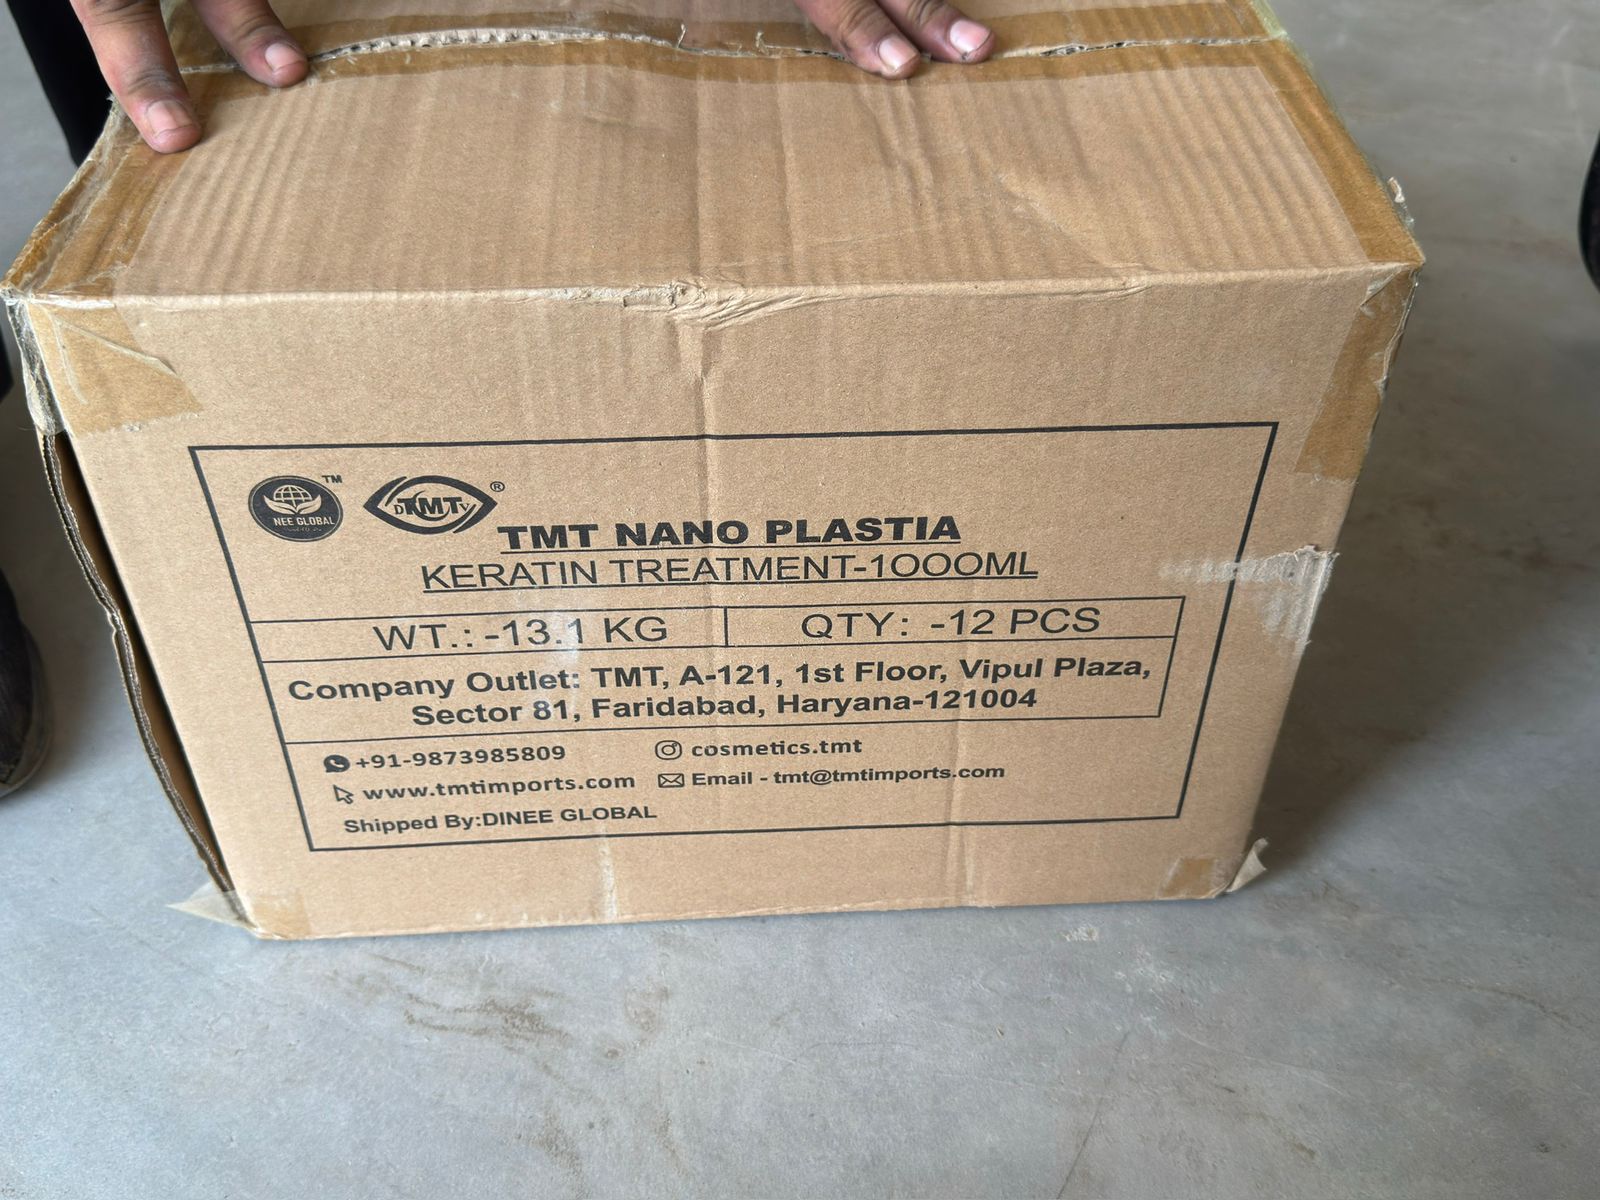 TM
NEE GLOBAL
DTMTV®
TMT NANO PLASTIA
KERATIN TREATMENT-1000ML
WT.: -13.1 KG QTY: -12 PCS
Company Outlet: TMT, A-121, 1st Floor, Vipul Plaza,
Sector 81, Faridabad, Haryana-121004
+91-9873985809 cosmetics.tmt
www.tmtimports.com Email - tmt@tmtimports.com
Shipped By:DINEE GLOBAL